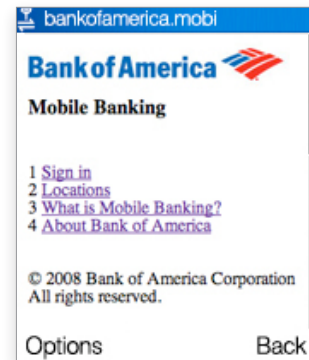 bankofamerica.mobi
Bank of America
Mobile Banking
1 Sign in
2 Locations
3 What is Mobile Banking?
4 About Bank of America
© 2008 Bank of America Corporation
All rights reserved.
Options Back